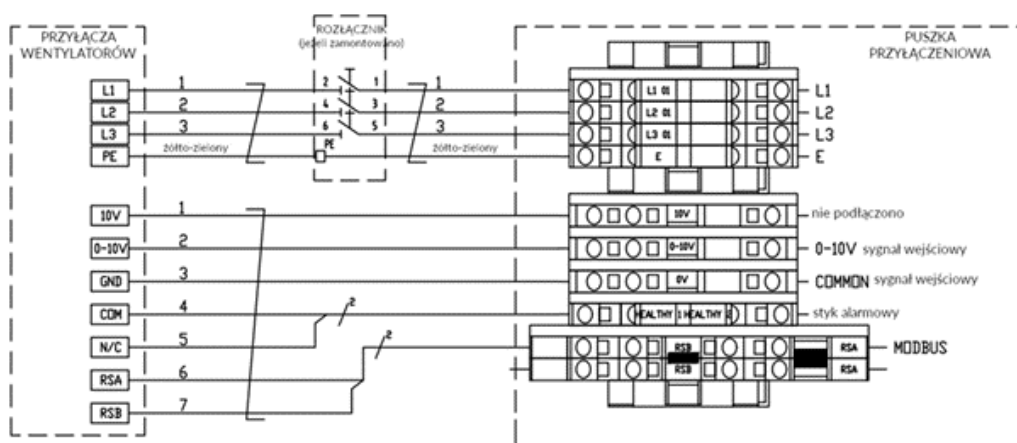 PRZYŁĄCZA
WENTYLATORÓW
ROZŁĄCZNIK
(jeżeli zamontowano)
PUSZKA
PRZYŁĄCZENIOWA
L1 1 2 1 1 L1 01 L1
L2 2 4 3 2 L2 01 L2
L3 3 6 5 3 L3 01 L3
PE żółto-zielony PE żółto-zielony E E
10V 1 10V nie podłączono
0-10V 2 0-10V 0-10V sygnał wejściowy
GND 3 0V COMMON sygnał wejściowy
COM 4 2 HEALTHY 1 HEALTHY 2 styk alarmowy
N/C 5 2 RSB RSA MODBUS
RSA 6 RSB RSA
RSB 7